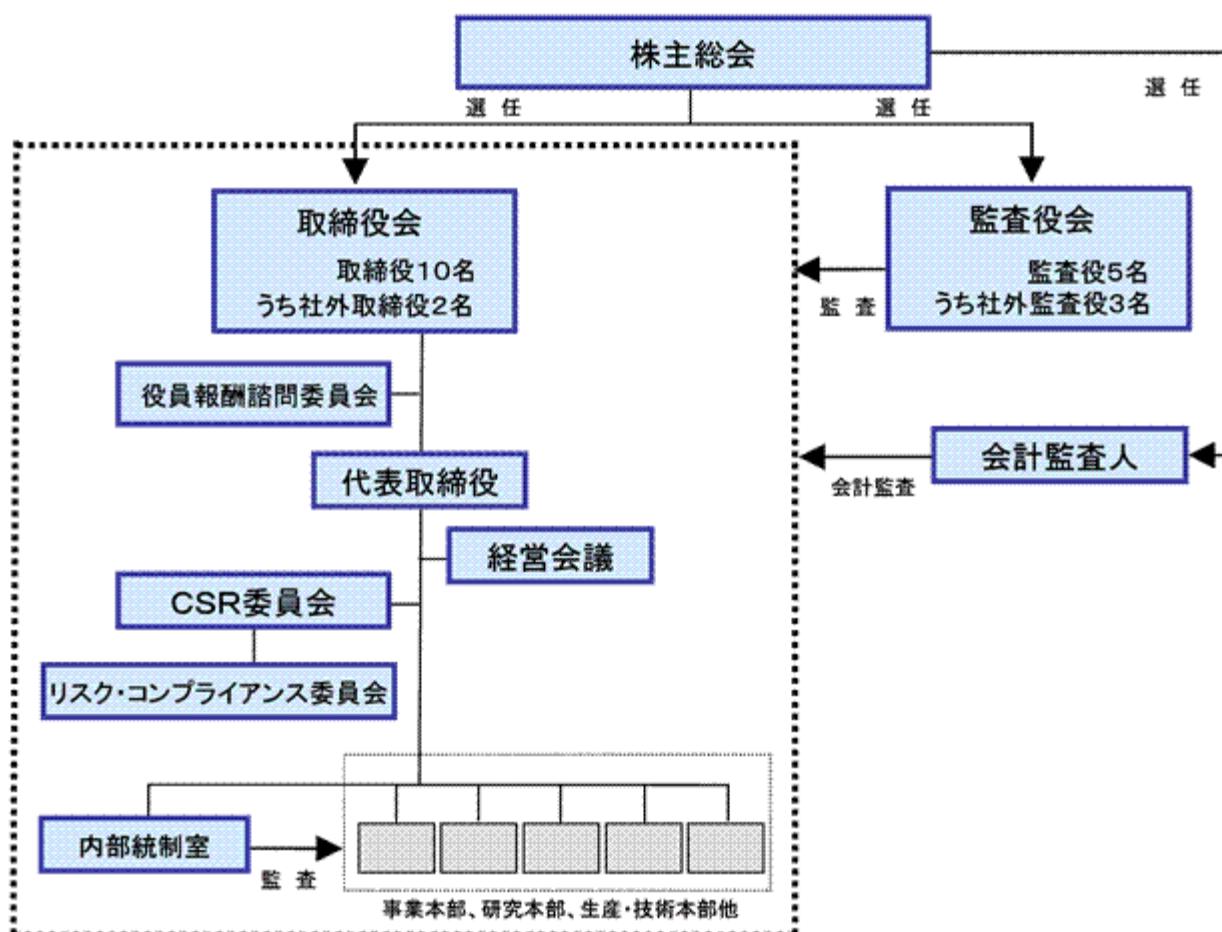 株主総会
選任
選任
選任
取締役会
取締役10名
うち社外取締役2名
監査役会
監査役5名
うち社外監査役3名
監査
役員報酬諮問委員会
代表取締役
会計監査人
会計監査
経営会議
CSR委員会
リスク・コンプライアンス委員会
内部統制室
監査
事業本部、研究本部、生産・技術本部他